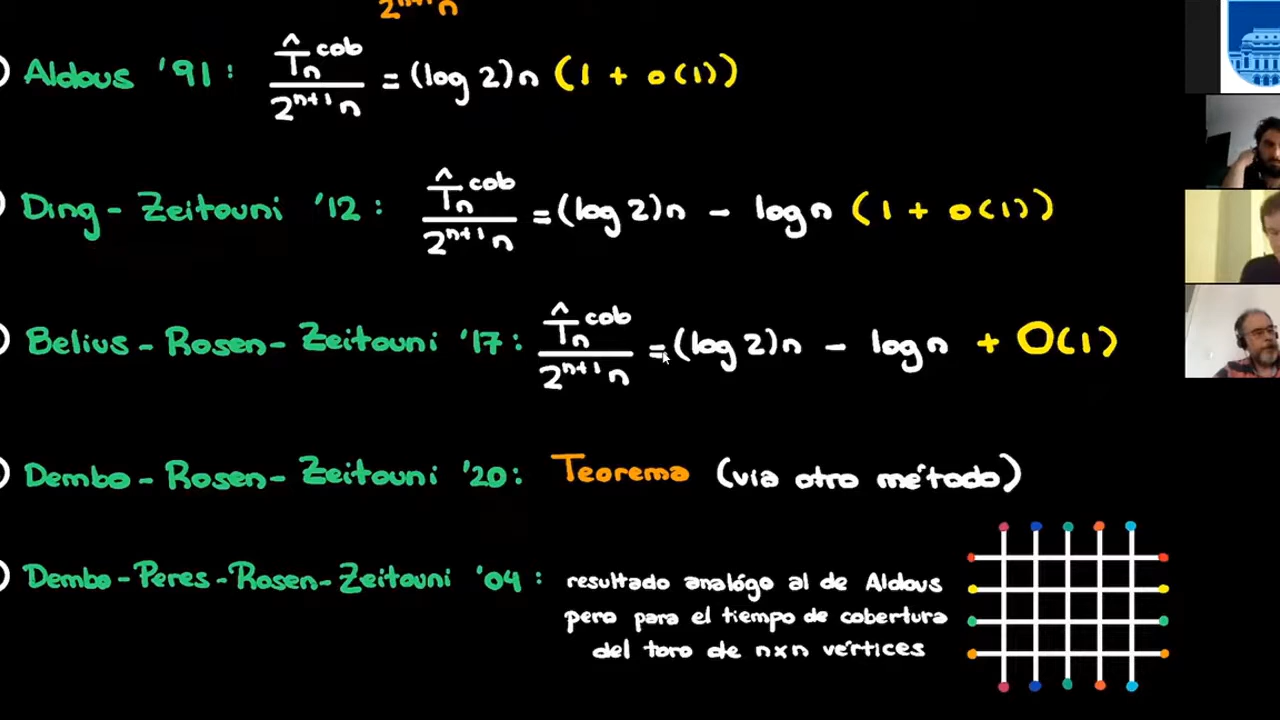 2ⁿ⁺¹n
Aldous '91: T̂ₙᶜᵒᵇ / 2ⁿ⁺¹n = (log 2)n (1 + o(1))
Ding - Zeitouni '12: T̂ₙᶜᵒᵇ / 2ⁿ⁺¹n = (log 2)n - log n (1 + o(1))
Belius - Rosen - Zeitouni '17: T̂ₙᶜᵒᵇ / 2ⁿ⁺¹n = (log 2)n - log n + O(1)
Dembo - Rosen - Zeitouni '20: Teorema (vía otro método)
Dembo - Peres - Rosen - Zeitouni '04: resultado analógo al de Aldous
pero para el tiempo de cobertura
del toro de n×n vértices